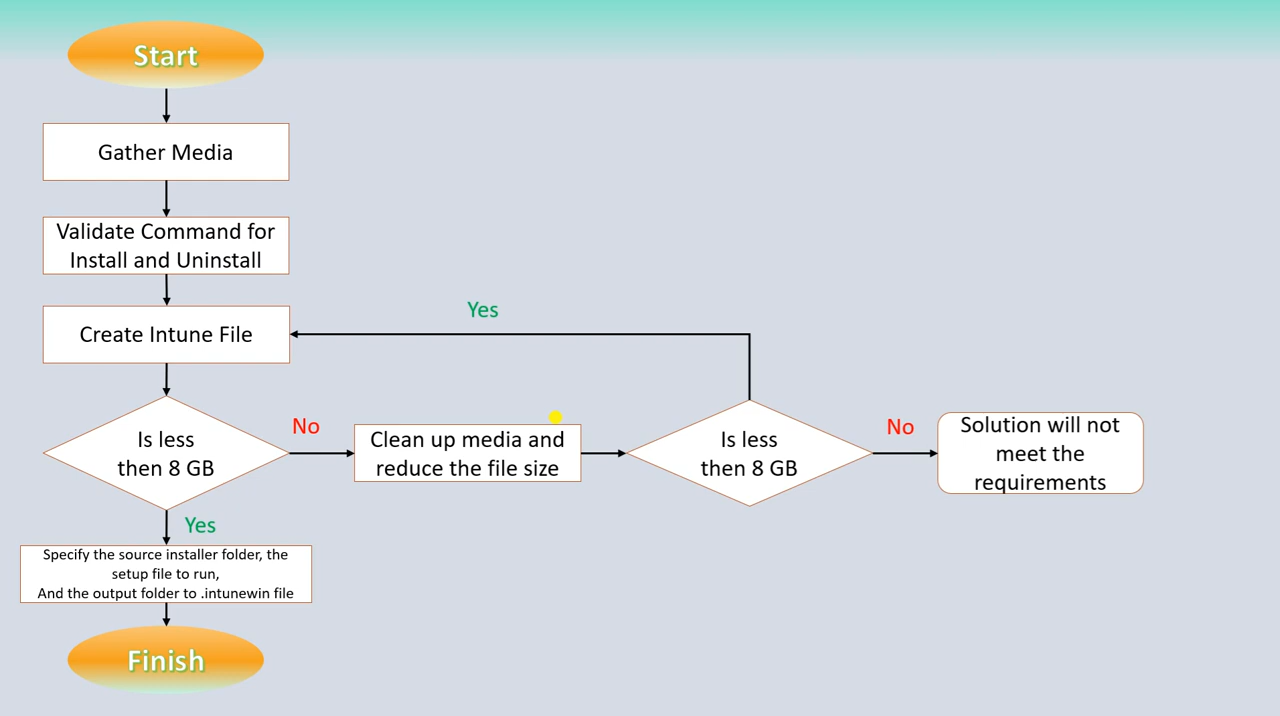 Start
Gather Media
Validate Command for
Install and Uninstall
Yes
Create Intune File
Is less
then 8 GB
No
Clean up media and
reduce the file size
Is less
then 8 GB
No
Solution will not
meet the
requirements
Yes
Specify the source installer folder, the
setup file to run,
And the output folder to .intunewin file
Finish